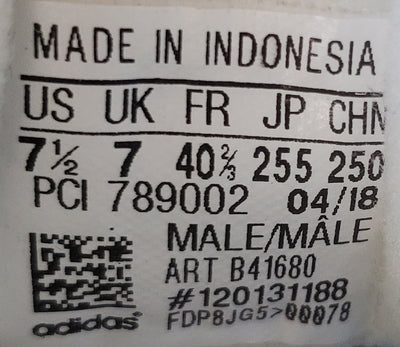 MADE IN INDONESIA
US UK FR JP CHN
7½ 7 40⅔ 255 250
PCI 789002 04/18
MALE/MÂLE
ART B41680
#120131188
FDP8JG5>00078
adidas